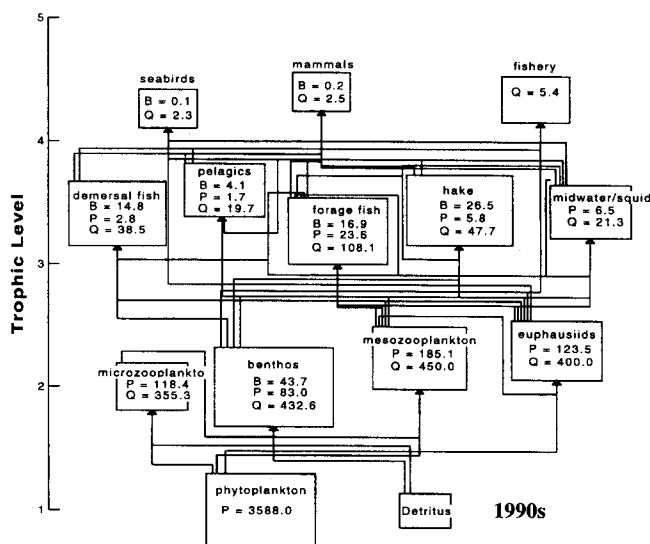 5
mammals
fishery
seabirds
B = 0.2
Q = 2.5
Q = 5.4
B = 0.1
Q = 2.3
4
pelagics
B = 4.1
P = 1.7
Q = 19.7
demersal fish
B = 14.8
P = 2.8
Q = 38.5
forage fish
B = 16.9
P = 23.6
Q = 108.1
hake
B = 26.5
P = 5.8
Q = 47.7
midwater/squid
P = 6.5
Q = 21.3
Trophic Level
3
mesozooplankton
P = 185.1
Q = 450.0
euphausiids
P = 123.5
Q = 400.0
microzooplankto
P = 118.4
Q = 355.3
benthos
B = 43.7
P = 83.0
Q = 432.6
2
phytoplankton
P = 3588.0
Detritus
1990s
1